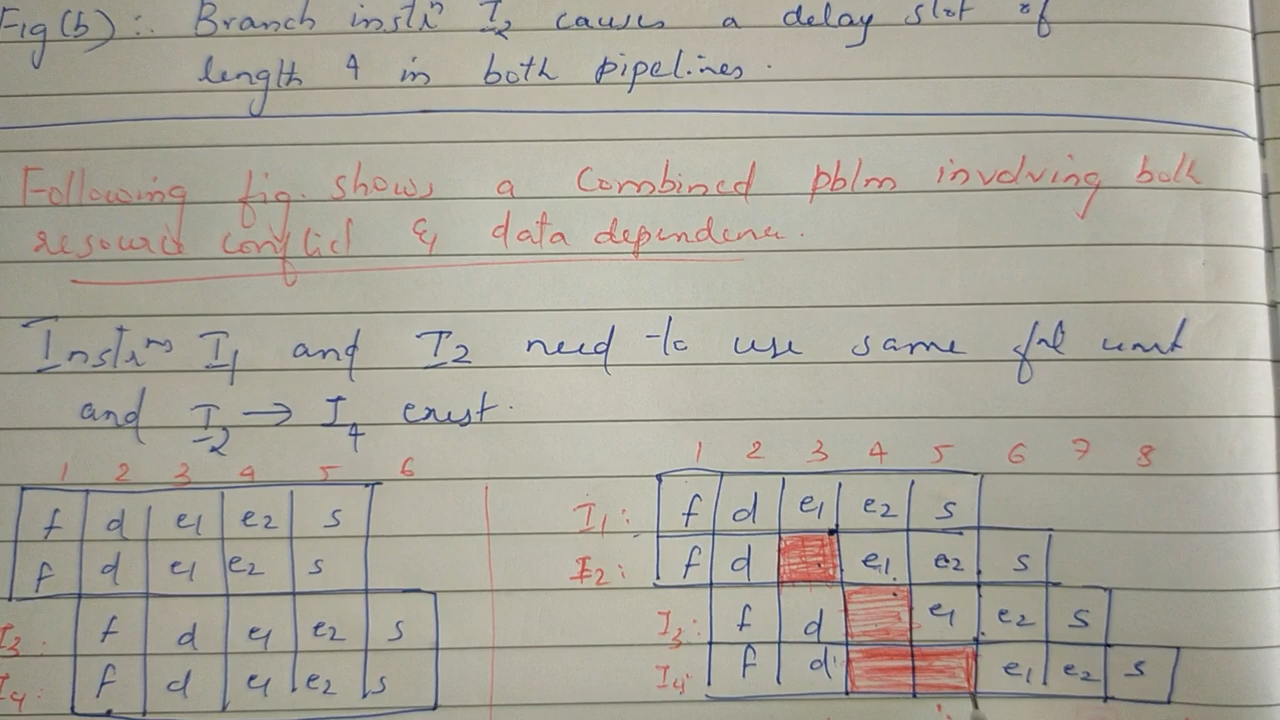 Fig(b): ∴ Branch instrn I2 causes a delay slot of
length 4 in both pipelines.
Following fig. shows a Combined pblm involving both
resource conflict & data dependence.
Instrns I1 and I2 need to use same fnl unit
and I2 → I4 exist.
1 2 3 4 5 6
f d e1 e2 s
f d e1 e2 s
I3: f d e1 e2 s
I4: f d e1 e2 s
1 2 3 4 5 6 7 8
I1: f d e1 e2 s
I2: f d e1 e2 s
I3: f d e1 e2 s
I4: f d e1 e2 s